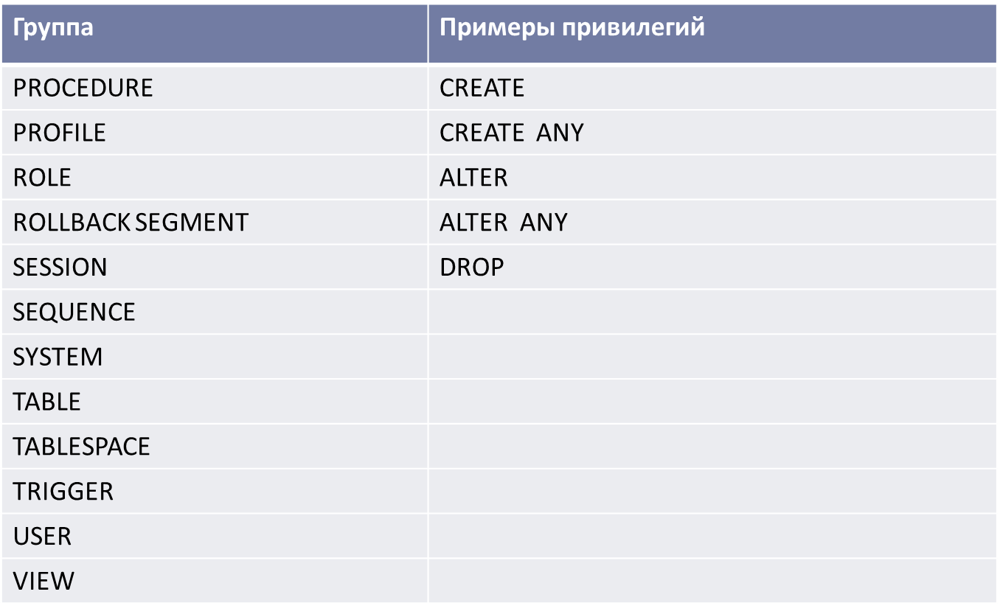 Группа Примеры привилегий
PROCEDURE CREATE
PROFILE CREATE ANY
ROLE ALTER
ROLLBACK SEGMENT ALTER ANY
SESSION DROP
SEQUENCE
SYSTEM
TABLE
TABLESPACE
TRIGGER
USER
VIEW